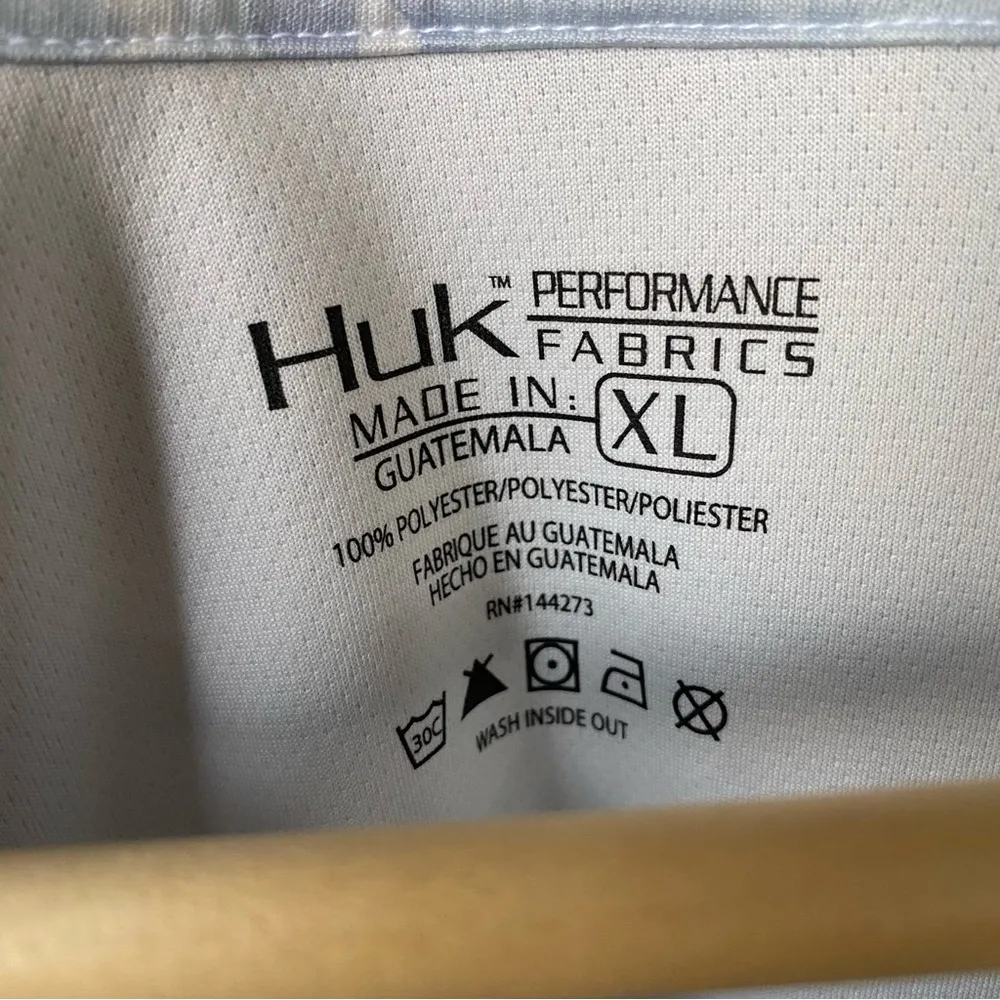 Huk™ PERFORMANCE FABRICS
MADE IN: XL
GUATEMALA
100% POLYESTER/POLYESTER/POLIESTER
FABRIQUE AU GUATEMALA
HECHO EN GUATEMALA
RN#144273
30C
WASH INSIDE OUT